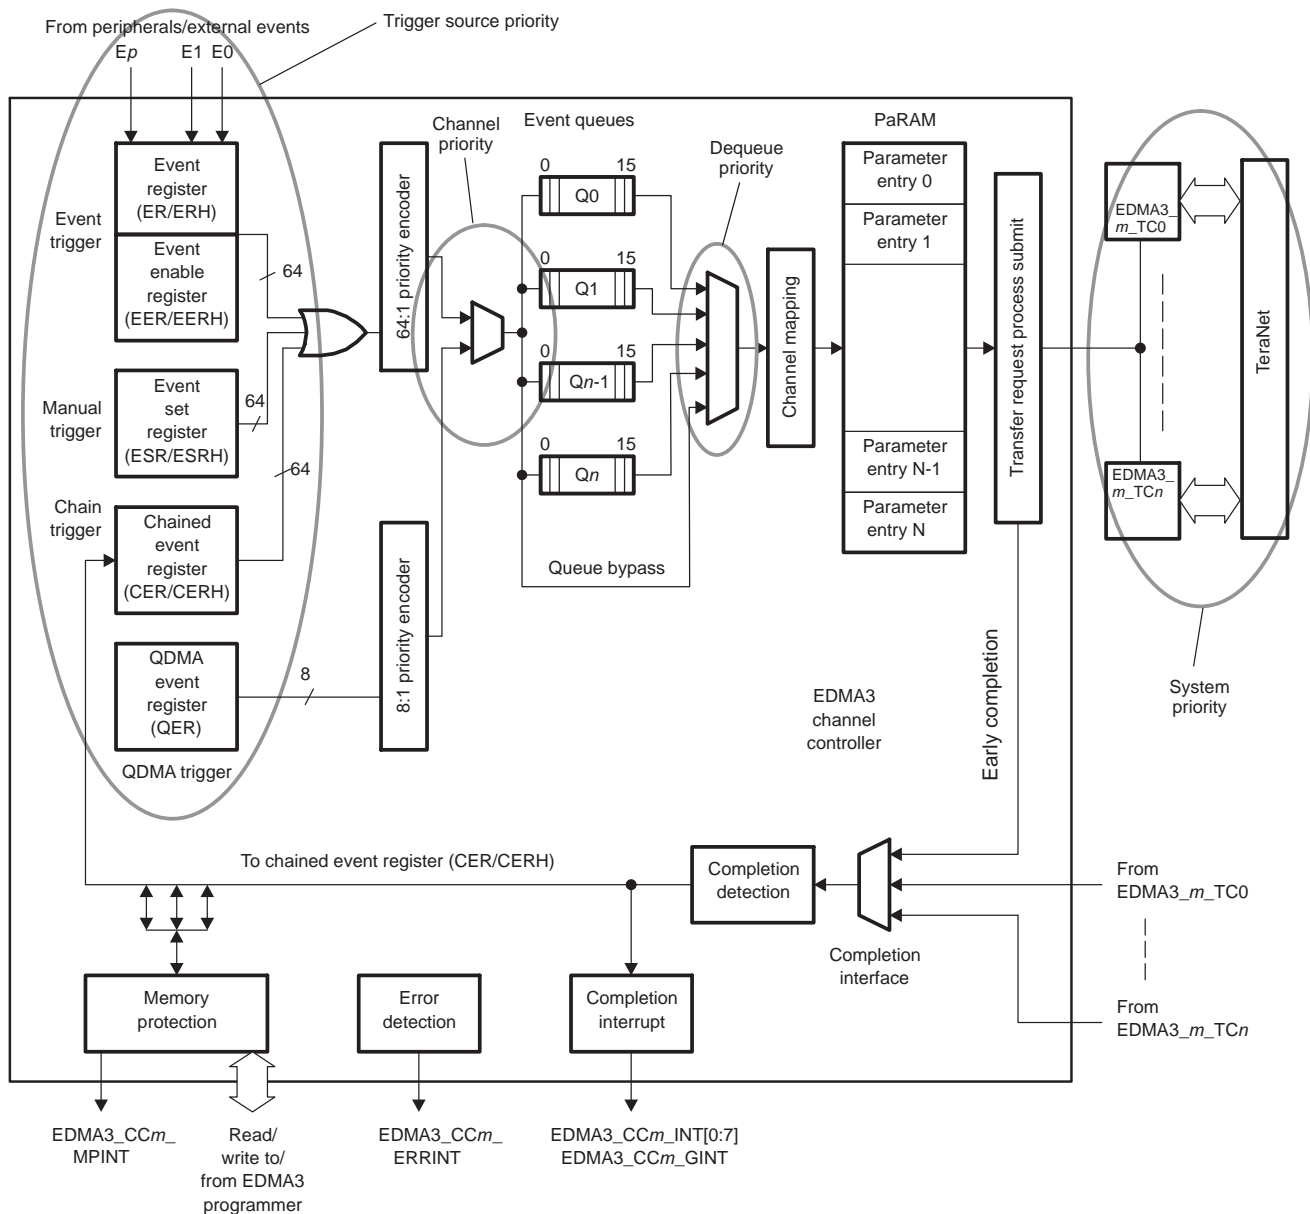 From peripherals/external events
Trigger source priority
Ep
E1
E0
Event
register
(ER/ERH)
Event
trigger
Event
enable
register
(EER/EERH)
64
Manual
trigger
Event
set
register
(ESR/ESRH)
64
64
Chain
trigger
Chained
event
register
(CER/CERH)
QDMA
event
register
(QER)
8
QDMA trigger
64:1 priority encoder
8:1 priority encoder
Channel
priority
Event queues
0
15
Q0
0
15
Q1
0
15
Qn-1
0
15
Qn
Queue bypass
Dequeue
priority
Channel mapping
PaRAM
Parameter
entry 0
Parameter
entry 1
Parameter
entry N-1
Parameter
entry N
Transfer request process submit
EDMA3_
m_TC0
EDMA3_
m_TCn
TeraNet
System
priority
EDMA3
channel
controller
Early completion
To chained event register (CER/CERH)
Completion
detection
Completion
interface
From
EDMA3_m_TC0
From
EDMA3_m_TCn
Memory
protection
Error
detection
Completion
interrupt
EDMA3_CCm_
MPINT
Read/
write to/
from EDMA3
programmer
EDMA3_CCm_
ERRINT
EDMA3_CCm_INT[0:7]
EDMA3_CCm_GINT